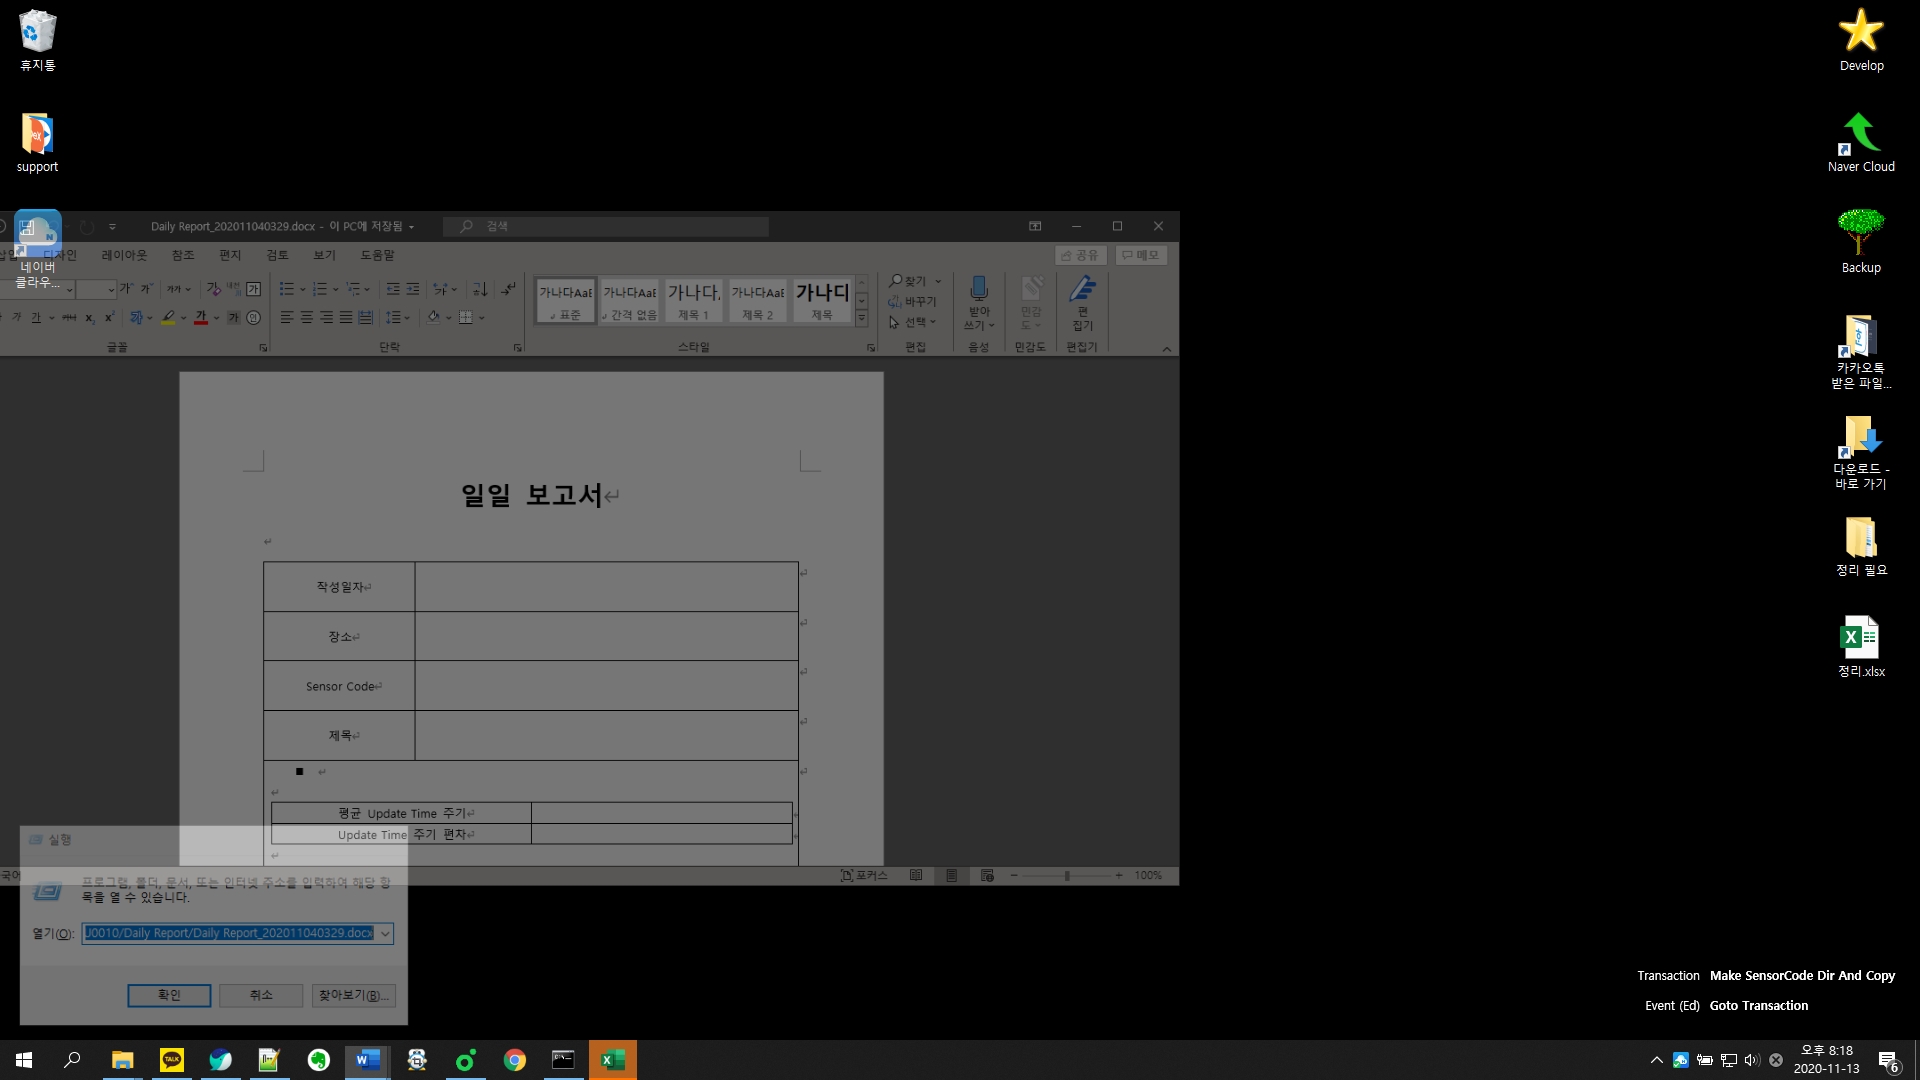 휴지통
support
네이버
클라우...
Develop
Naver Cloud
Backup
카카오톡
받은 파일...
다운로드 -
바로 가기
정리 필요
정리.xlsx
Daily Report_202011040329.docx - 이 PC에 저장됨
검색
삽입 디자인 레이아웃 참조 편지 검토 보기 도움말
공유 메모
가나다AaE 가나다AaE 가나다, 가나다AaE 가나다
표준 간격 없음 제목 1 제목 2 제목
찾기
바꾸기
선택
받아
쓰기
민감
도
편
집기
글꼴 단락 스타일 편집 음성 민감도 편집기
일일 보고서
작성일자
장소
Sensor Code
제목
평균 Update Time 주기
Update Time 주기 편차
국어
포커스
100%
실행
프로그램, 폴더, 문서, 또는 인터넷 주소를 입력하여 해당 항
목을 열 수 있습니다.
열기(O): J0010/Daily Report/Daily Report_202011040329.docx
확인 취소 찾아보기(B)...
Transaction Make SensorCode Dir And Copy
Event (Ed) Goto Transaction
TALK
오후 8:18
2020-11-13
6